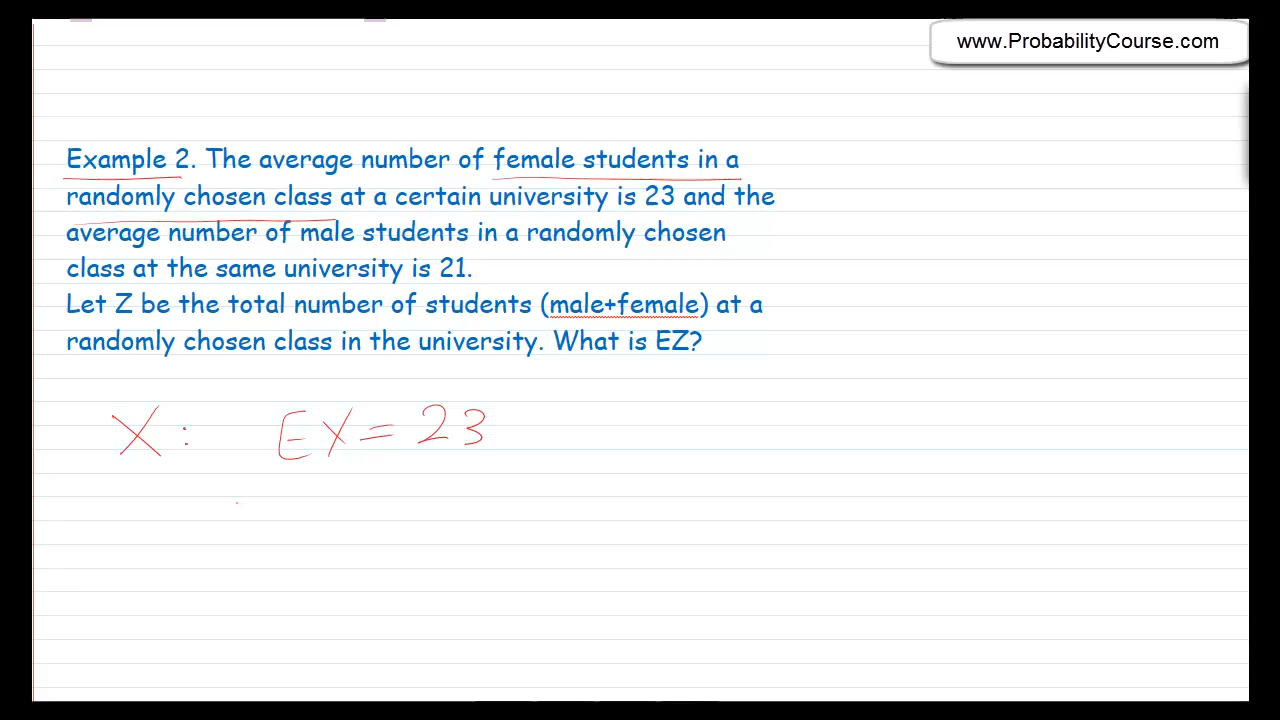 www.ProbabilityCourse.com
Example 2. The average number of female students in a
randomly chosen class at a certain university is 23 and the
average number of male students in a randomly chosen
class at the same university is 21.
Let Z be the total number of students (male+female) at a
randomly chosen class in the university. What is EZ?
X: EX = 23